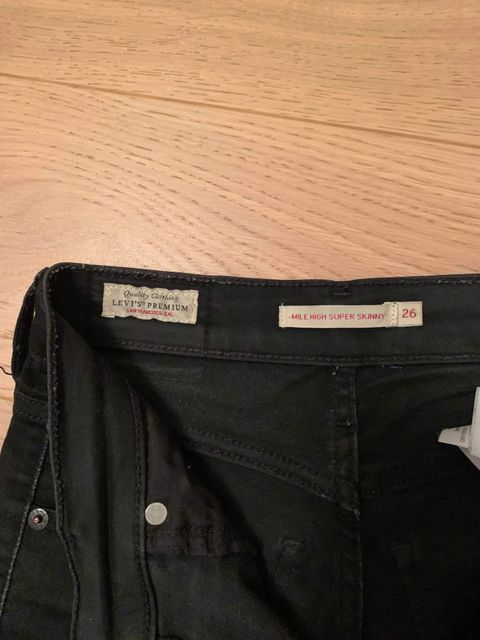 Quality Clothing
LEVI'S® PREMIUM
SAN FRANCISCO, CAL.
MILE HIGH SUPER SKINNY 26